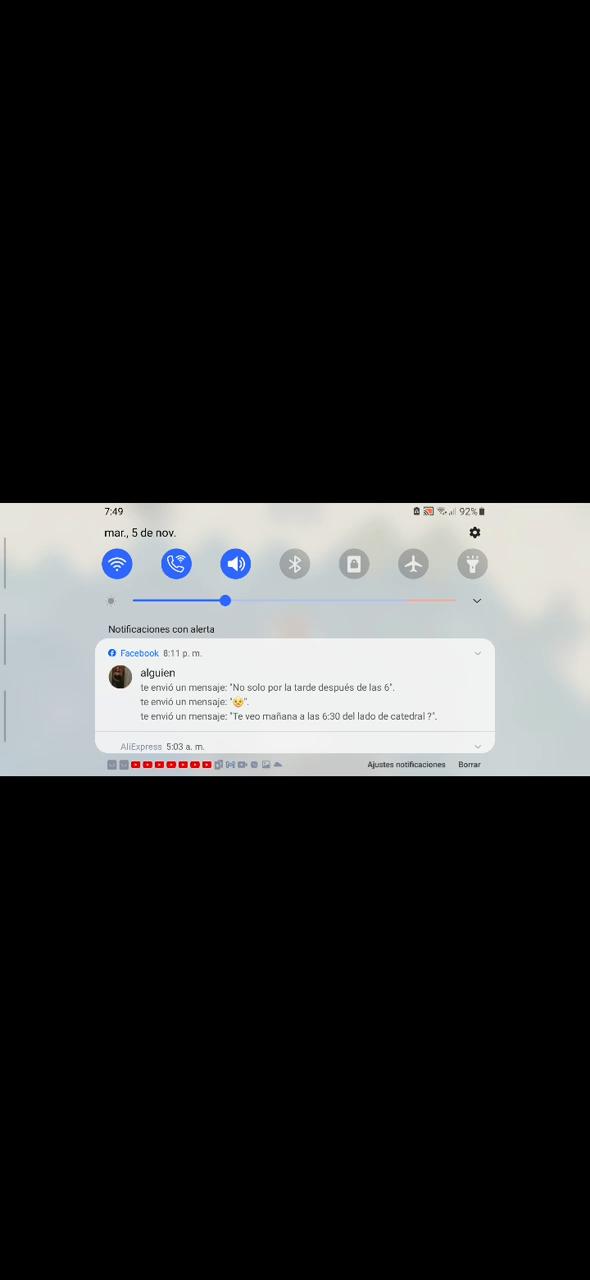 7:49
92%
mar., 5 de nov.
Notificaciones con alerta
Facebook 8:11 p. m.
alguien
te envió un mensaje: "No solo por la tarde después de las 6".
te envió un mensaje: "😉".
te envió un mensaje: "Te veo mañana a las 6:30 del lado de catedral ?".
AliExpress 5:03 a. m.
Ajustes notificaciones Borrar